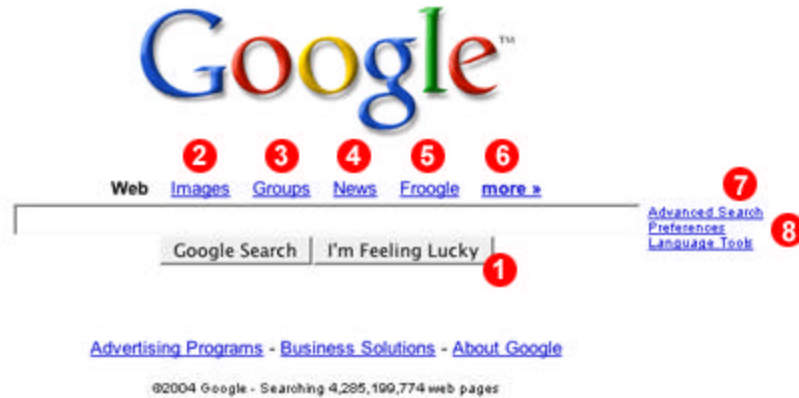 Google™
2 3 4 5 6
Web Images Groups News Froogle more »
7
Advanced Search
Preferences 8
Language Tools
Google Search I'm Feeling Lucky
1
Advertising Programs - Business Solutions - About Google
©2004 Google - Searching 4,285,199,774 web pages